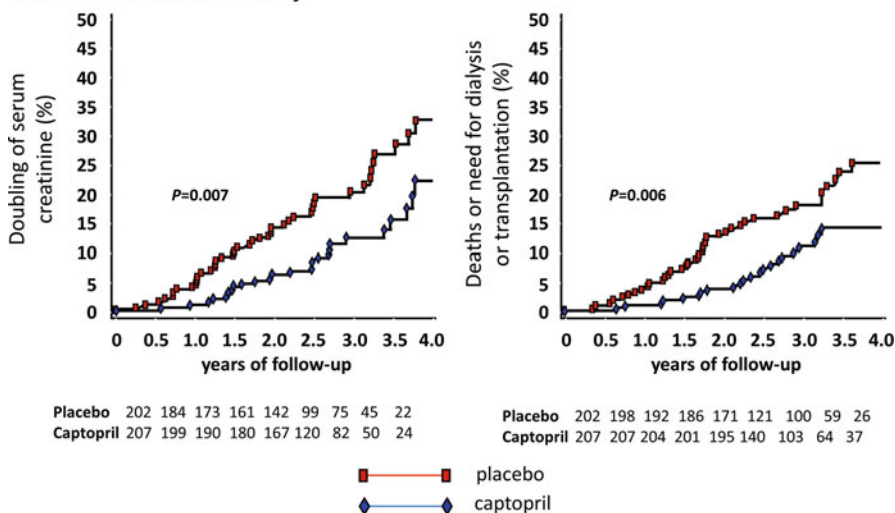 50
45
40
35
30
25
20
15
10
5
0
Doubling of serum
creatinine (%)
P=0.007
0 0.5 1.0 1.5 2.0 2.5 3.0 3.5 4.0
years of follow-up
Placebo 202 184 173 161 142 99 75 45 22
Captopril 207 199 190 180 167 120 82 50 24
50
45
40
35
30
25
20
15
10
5
0
Deaths or need for dialysis
or transplantation (%)
P=0.006
0 0.5 1.0 1.5 2.0 2.5 3.0 3.5 4.0
years of follow-up
Placebo 202 198 192 186 171 121 100 59 26
Captopril 207 207 204 201 195 140 103 64 37
placebo
captopril